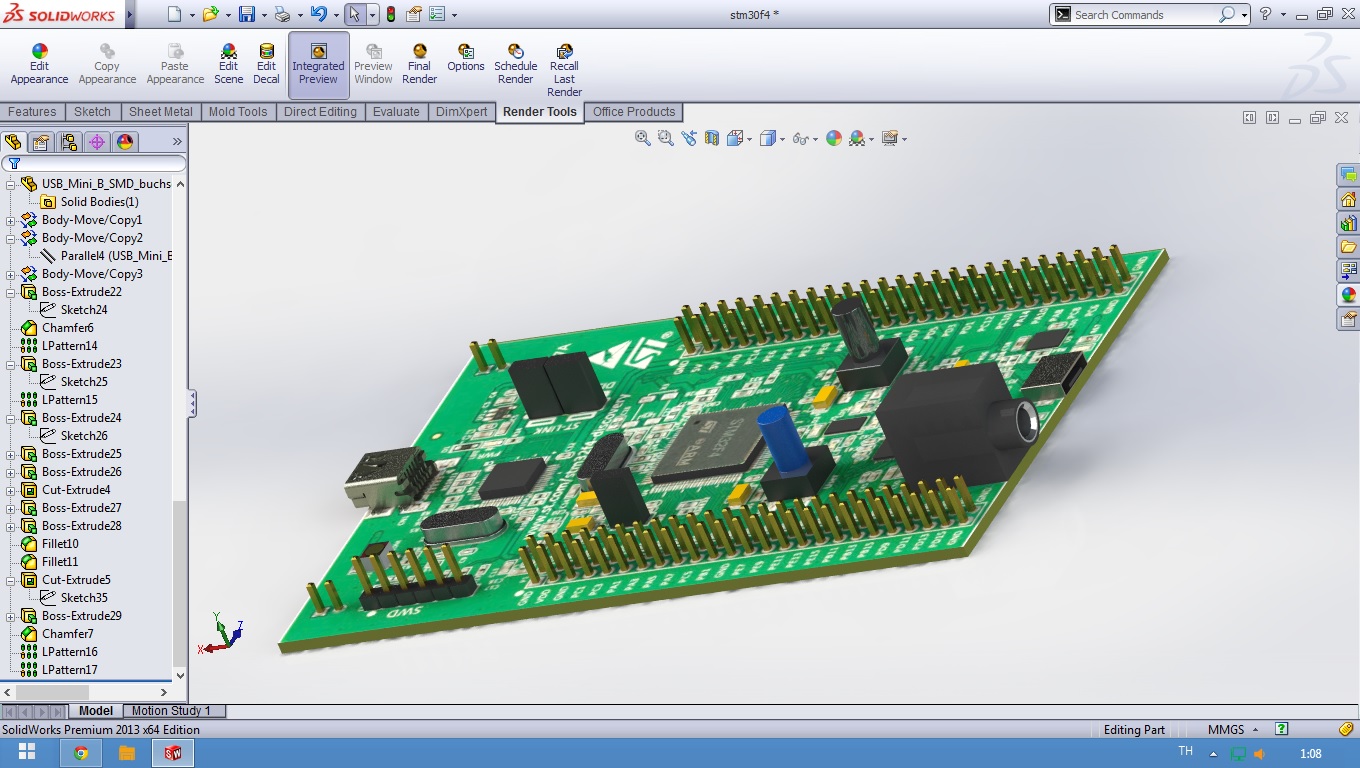 SOLIDWORKS
stm30f4 *
Search Commands
Edit Appearance
Copy Appearance
Paste Appearance
Edit Scene
Edit Decal
Integrated Preview
Preview Window
Final Render
Options
Schedule Render
Recall Last Render
Features
Sketch
Sheet Metal
Mold Tools
Direct Editing
Evaluate
DimXpert
Render Tools
Office Products
USB_Mini_B_SMD_buchs
Solid Bodies(1)
Body-Move/Copy1
Body-Move/Copy2
Parallel4 (USB_Mini_E
Body-Move/Copy3
Boss-Extrude22
Sketch24
Chamfer6
LPattern14
Boss-Extrude23
Sketch25
LPattern15
Boss-Extrude24
Sketch26
Boss-Extrude25
Boss-Extrude26
Cut-Extrude4
Boss-Extrude27
Boss-Extrude28
Fillet10
Fillet11
Cut-Extrude5
Sketch35
Boss-Extrude29
Chamfer7
LPattern16
LPattern17
ST-LINK
STM32F4
ARM
SWD
Y
Z
X
Model
Motion Study 1
SolidWorks Premium 2013 x64 Edition
Editing Part
MMGS
TH
1:08